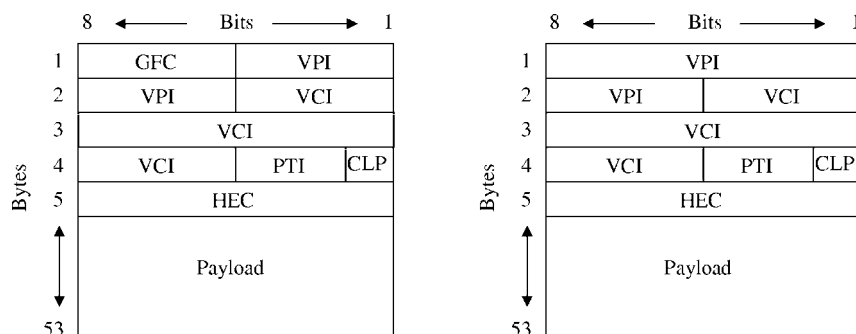 8 Bits 1
1 GFC VPI
2 VPI VCI
3 VCI
4 VCI PTI CLP
5 HEC
Payload
53
Bytes
8 Bits 1
1 VPI
2 VPI VCI
3 VCI
4 VCI PTI CLP
5 HEC
Payload
53
Bytes